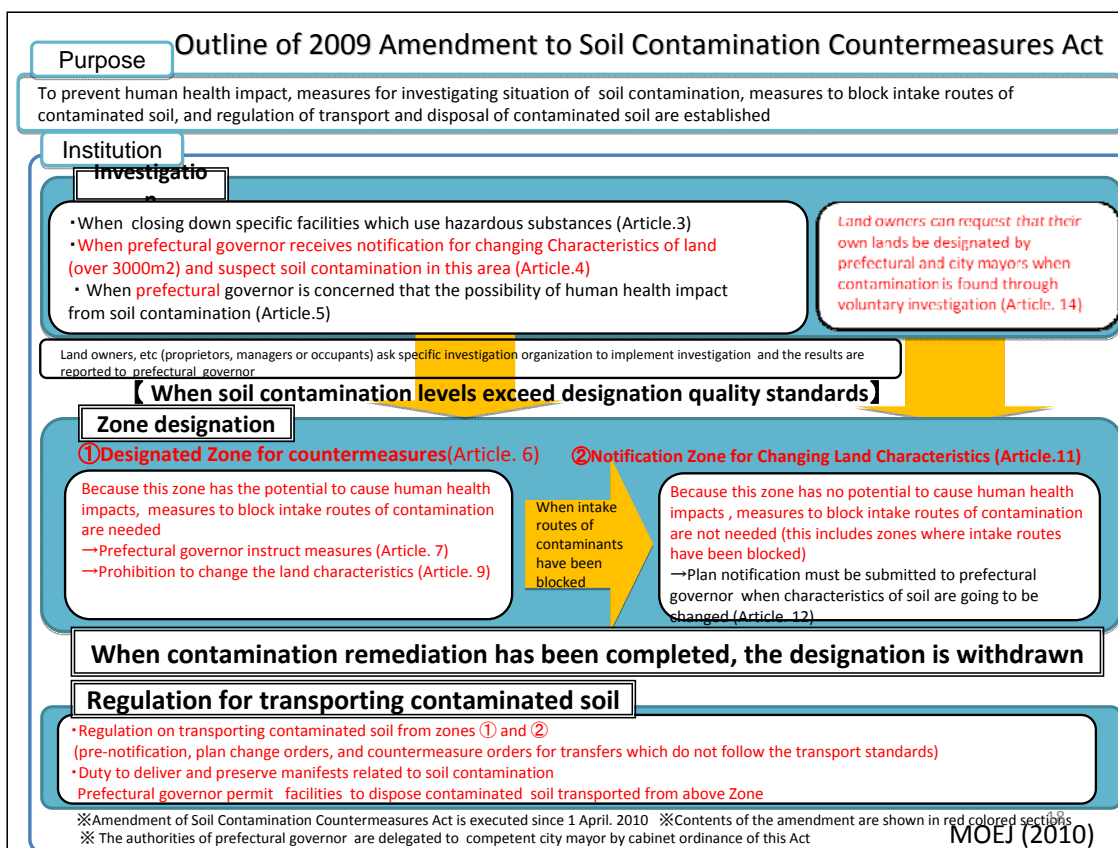 Outline of 2009 Amendment to Soil Contamination Countermeasures Act
Purpose
To prevent human health impact, measures for investigating situation of soil contamination, measures to block intake routes of
contaminated soil, and regulation of transport and disposal of contaminated soil are established
Institution
Investigatio
n
・When closing down specific facilities which use hazardous substances (Article.3)
・When prefectural governor receives notification for changing Characteristics of land
(over 3000m2) and suspect soil contamination in this area (Article.4)
・ When prefectural governor is concerned that the possibility of human health impact
from soil contamination (Article.5)
Land owners can request that their
own lands be designated by
prefectural and city mayors when
contamination is found through
voluntary investigation (Article. 14)
Land owners, etc (proprietors, managers or occupants) ask specific investigation organization to implement investigation and the results are
reported to prefectural governor
【 When soil contamination levels exceed designation quality standards】
Zone designation
①Designated Zone for countermeasures(Article. 6)
Because this zone has the potential to cause human health
impacts, measures to block intake routes of contamination
are needed
→Prefectural governor instruct measures (Article. 7)
→Prohibition to change the land characteristics (Article. 9)
When intake
routes of
contaminants
have been
blocked
②Notification Zone for Changing Land Characteristics (Article.11)
Because this zone has no potential to cause human health
impacts , measures to block intake routes of contamination
are not needed (this includes zones where intake routes
have been blocked)
→Plan notification must be submitted to prefectural
governor when characteristics of soil are going to be
changed (Article. 12)
When contamination remediation has been completed, the designation is withdrawn
Regulation for transporting contaminated soil
・Regulation on transporting contaminated soil from zones ① and ②
(pre-notification, plan change orders, and countermeasure orders for transfers which do not follow the transport standards)
・Duty to deliver and preserve manifests related to soil contamination
Prefectural governor permit facilities to dispose contaminated soil transported from above Zone
※Amendment of Soil Contamination Countermeasures Act is executed since 1 April. 2010 ※Contents of the amendment are shown in red colored sections
※ The authorities of prefectural governor are delegated to competent city mayor by cabinet ordinance of this Act
18
MOEJ (2010)